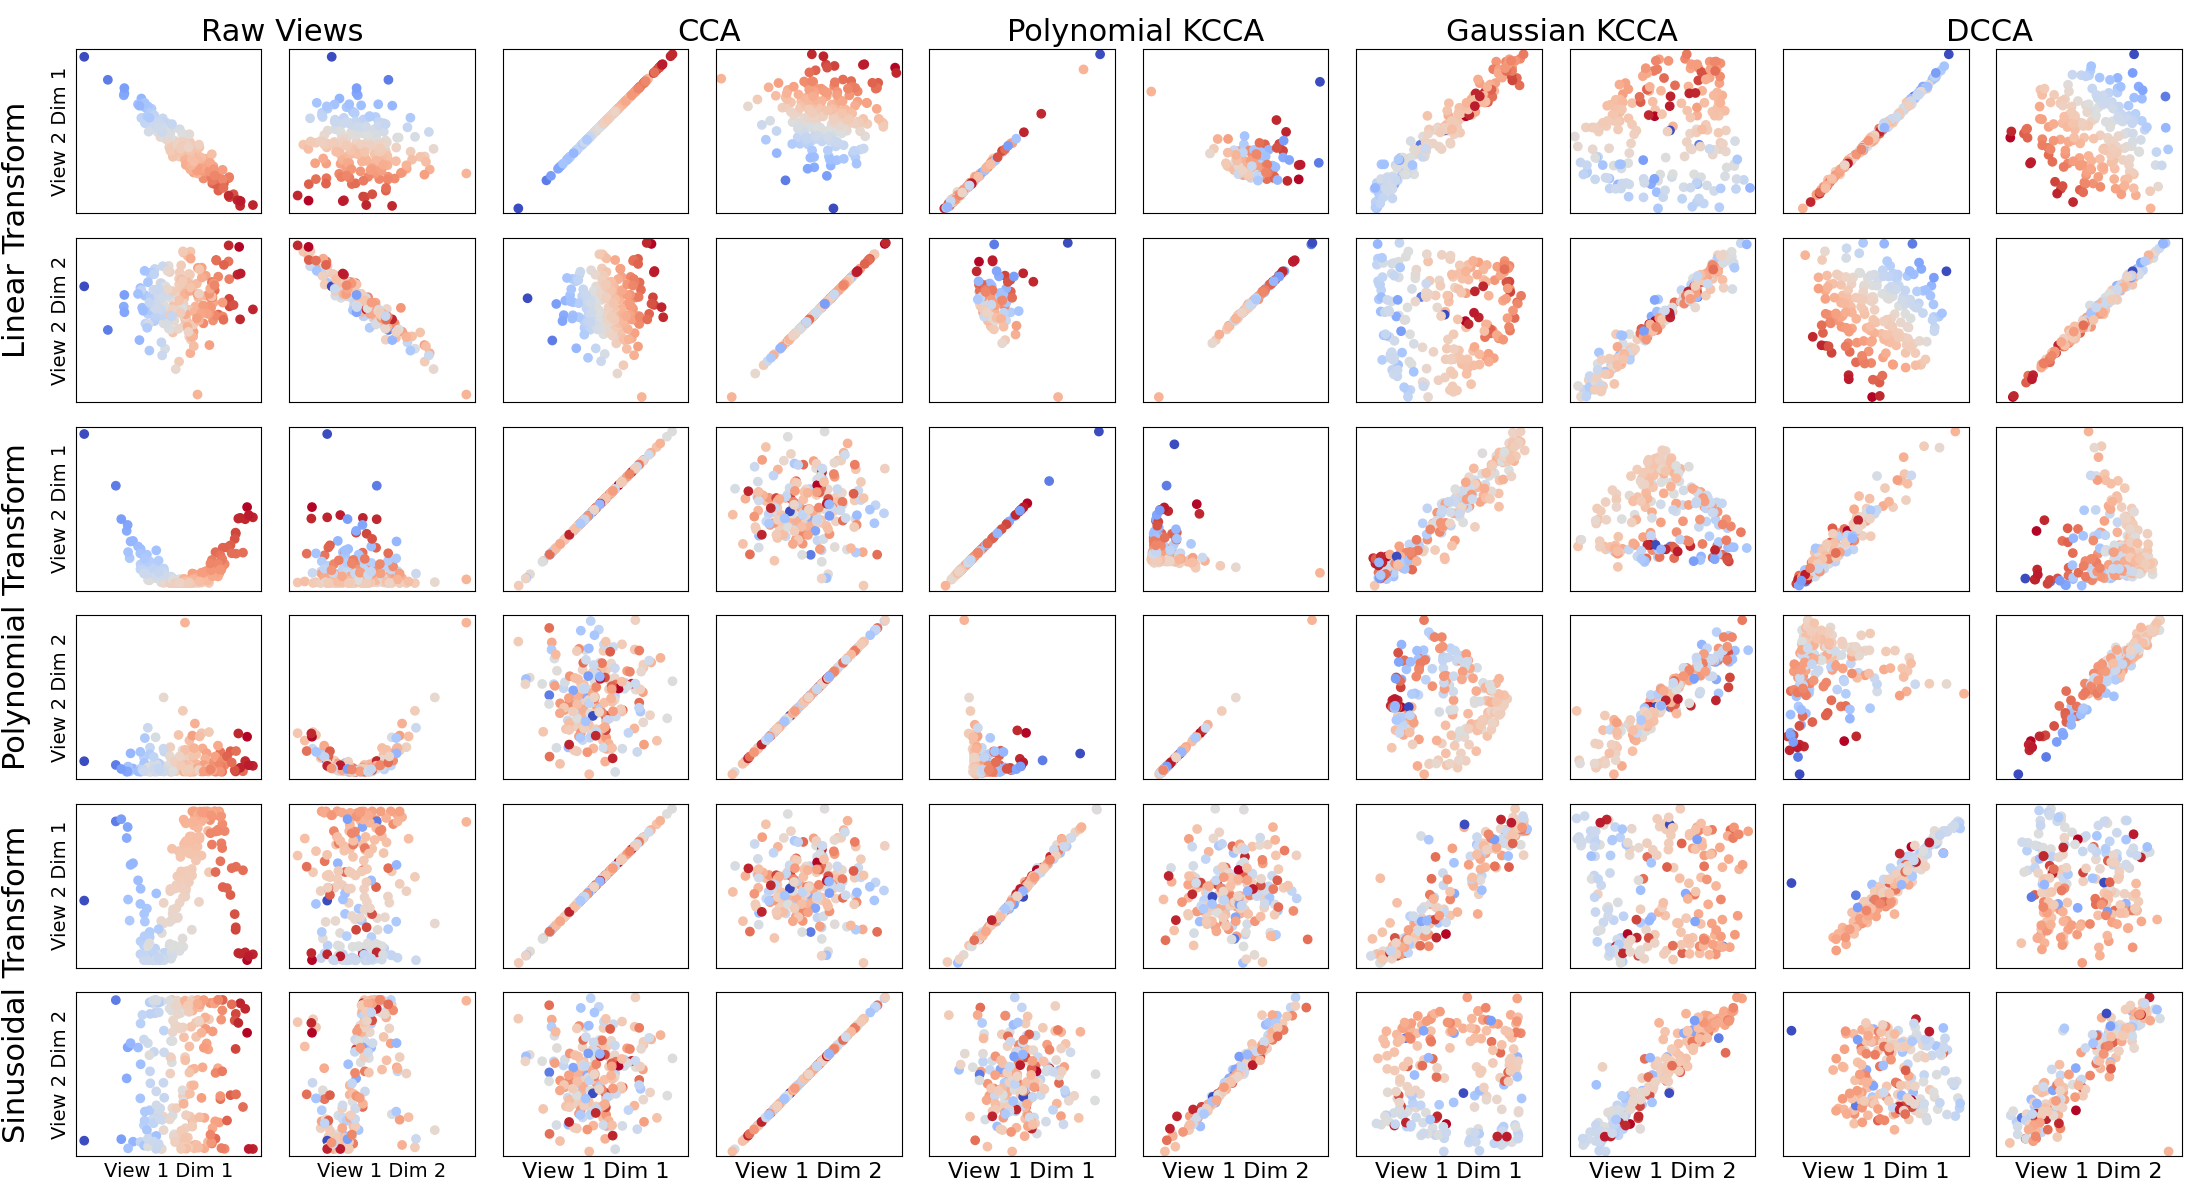 Raw Views
CCA
Polynomial KCCA
Gaussian KCCA
DCCA
Linear Transform
View 2 Dim 1
View 2 Dim 2
Polynomial Transform
View 2 Dim 1
View 2 Dim 2
Sinusoidal Transform
View 2 Dim 1
View 2 Dim 2
View 1 Dim 1
View 1 Dim 2
View 1 Dim 1
View 1 Dim 2
View 1 Dim 1
View 1 Dim 2
View 1 Dim 1
View 1 Dim 2
View 1 Dim 1
View 1 Dim 2